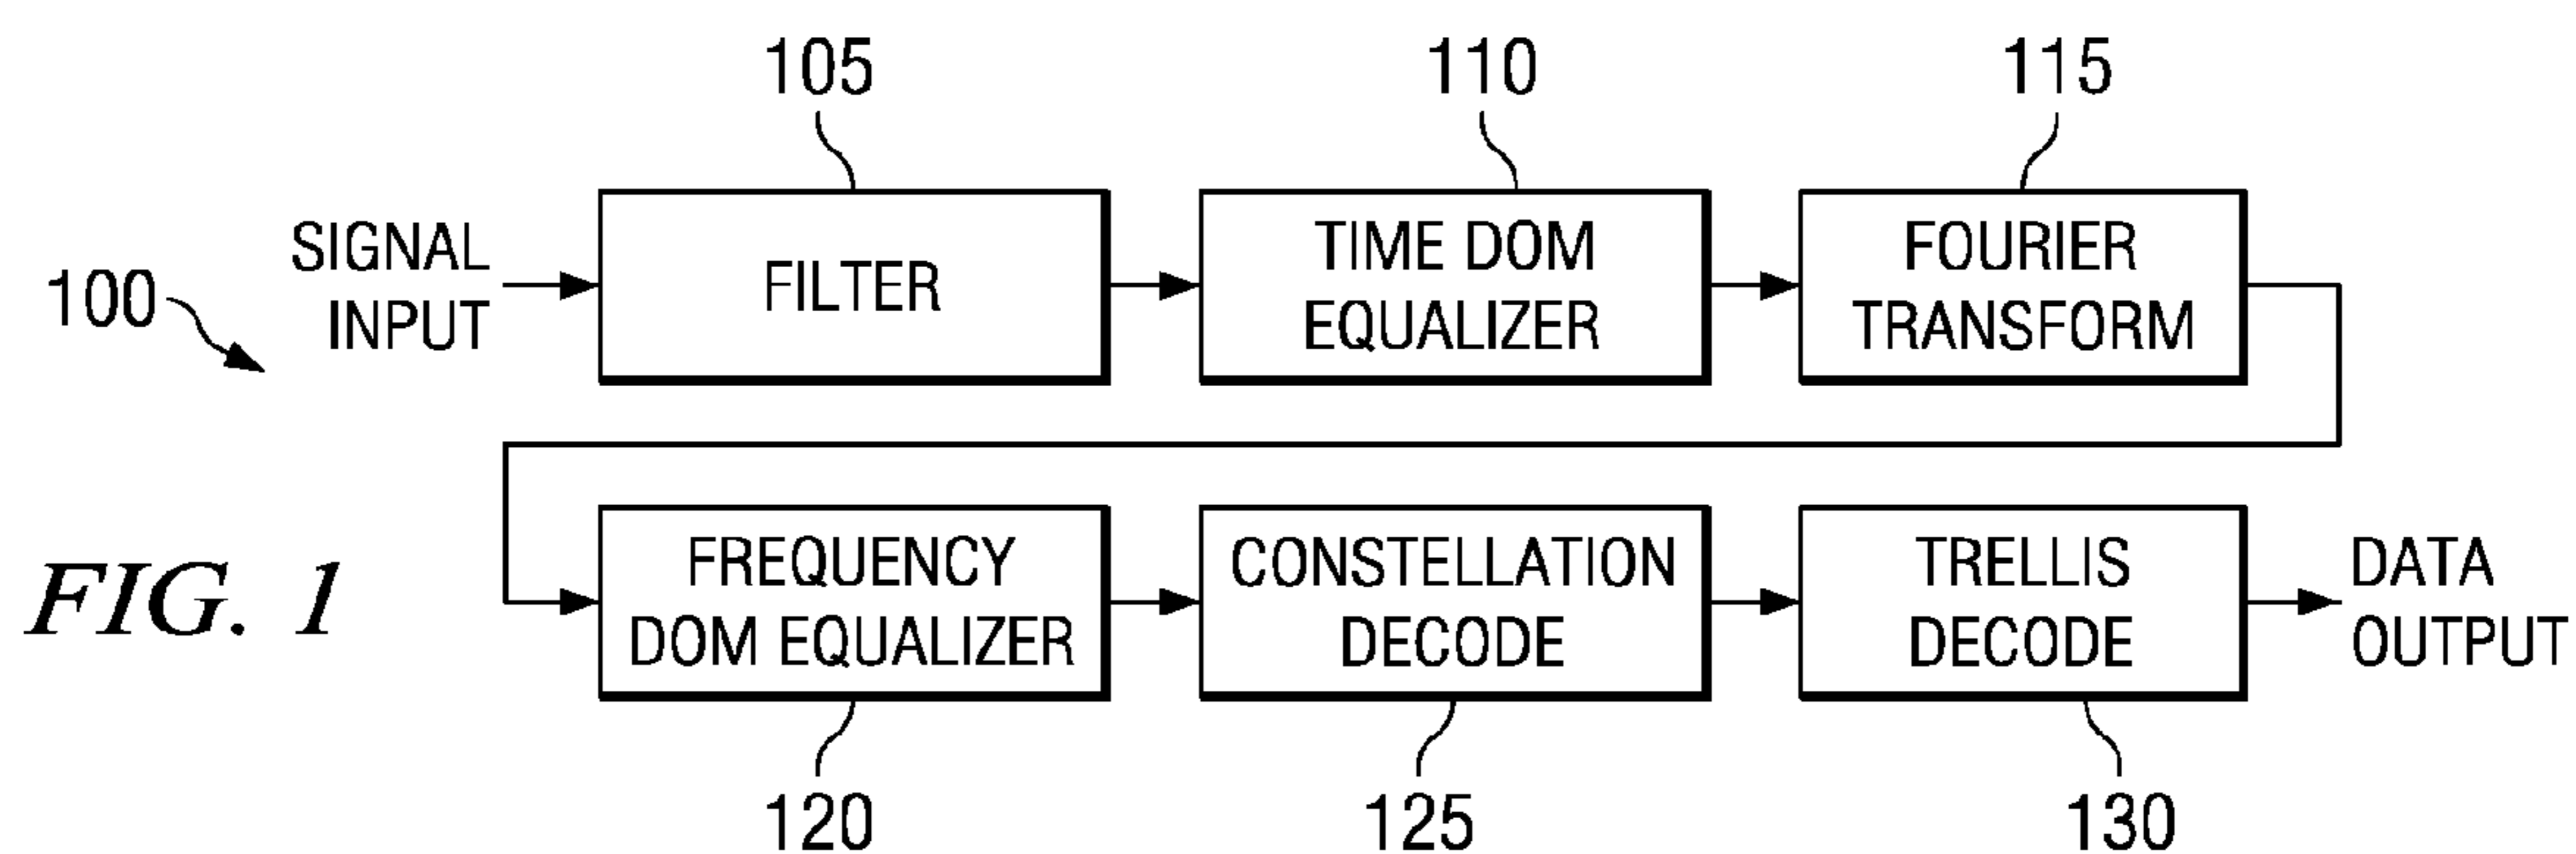 105
110
115
100
SIGNAL
INPUT
FILTER
TIME DOM
EQUALIZER
FOURIER
TRANSFORM
FIG. 1
FREQUENCY
DOM EQUALIZER
CONSTELLATION
DECODE
TRELLIS
DECODE
DATA
OUTPUT
120
125
130